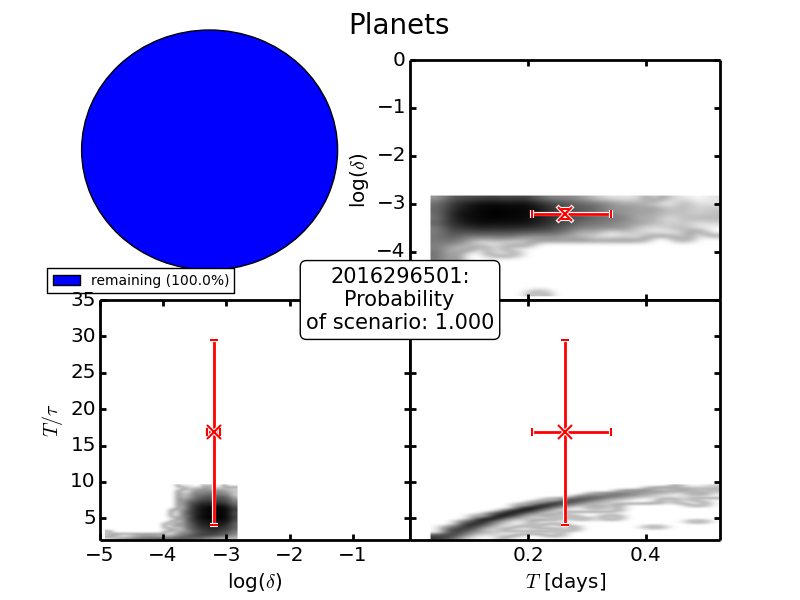 Planets
0
−1
−2
−3
−4
log(δ)
remaining (100.0%)
2016296501:
Probability
of scenario: 1.000
35
30
25
20
15
10
5
T/τ
−5 −4 −3 −2 −1
log(δ)
0.2 0.4
T [days]